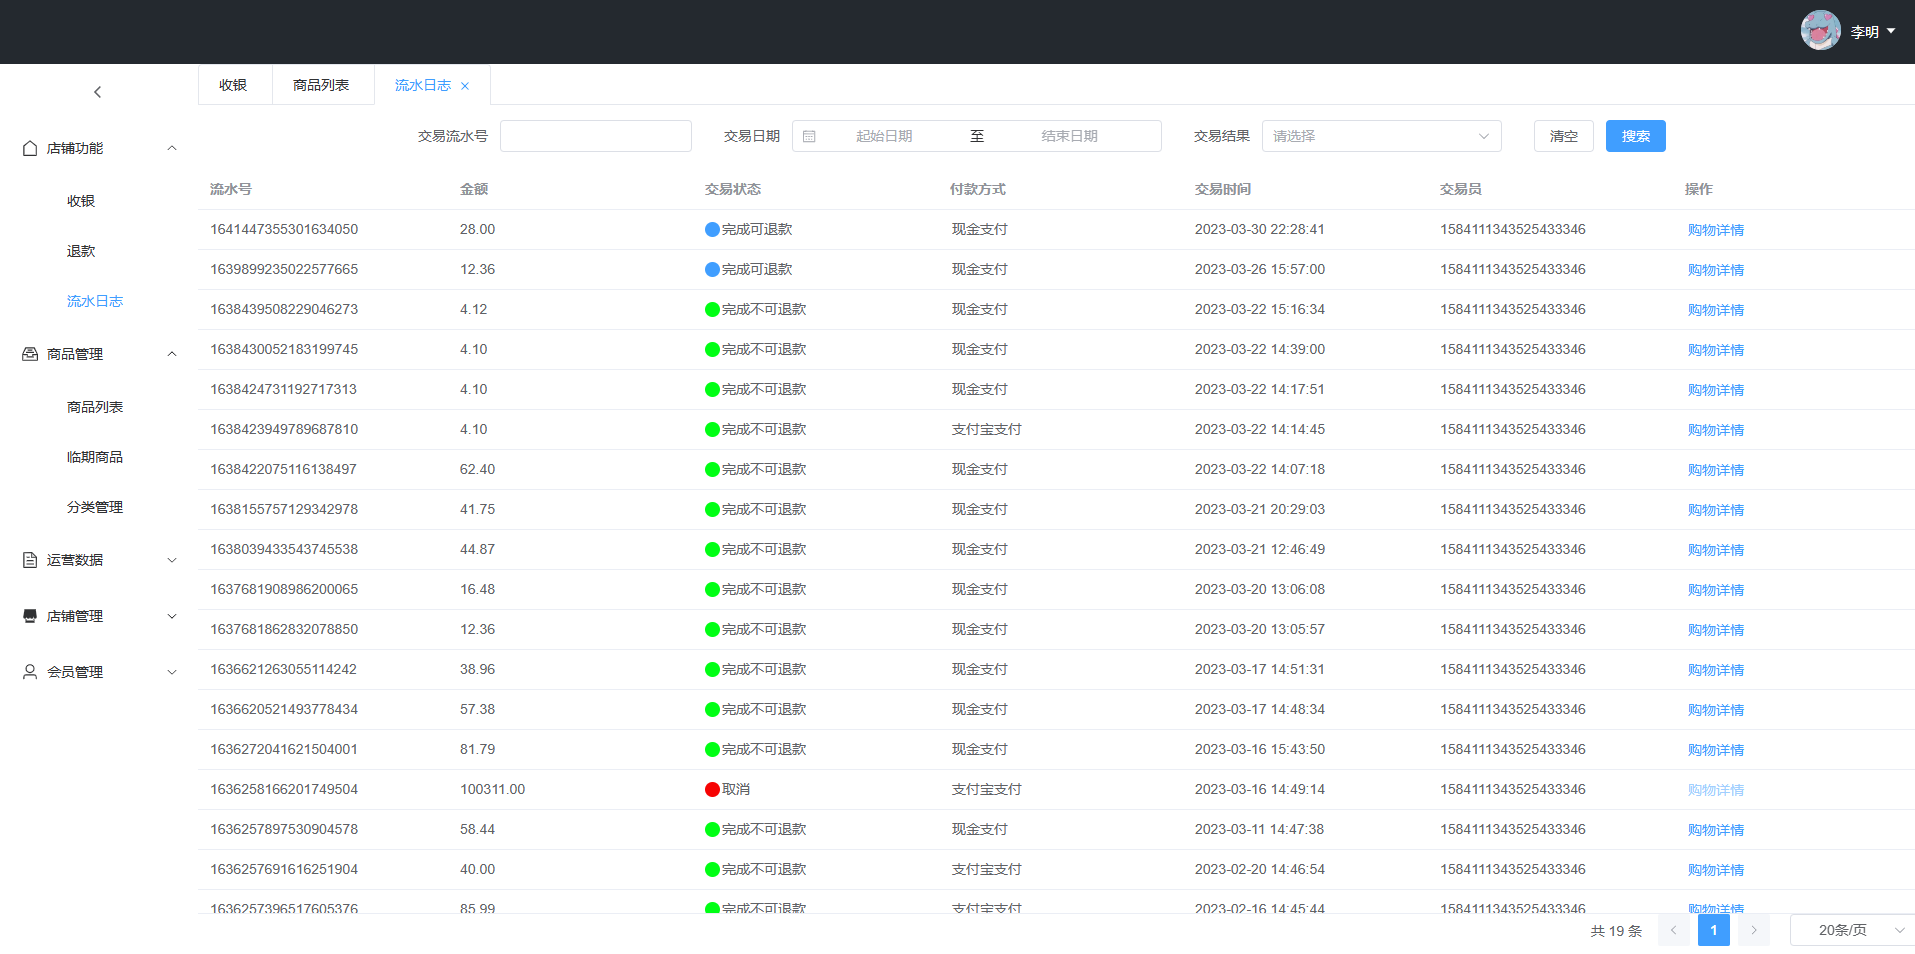 李明
收银 商品列表 流水日志
店铺功能
收银
退款
流水日志
商品管理
商品列表
临期商品
分类管理
运营数据
店铺管理
会员管理
交易流水号 交易日期 起始日期 至 结束日期 交易结果 请选择 清空 搜索
流水号 金额 交易状态 付款方式 交易时间 交易员 操作
1641447355301634050 28.00 完成可退款 现金支付 2023-03-30 22:28:41 1584111343525433346 购物详情
1639899235022577665 12.36 完成可退款 现金支付 2023-03-26 15:57:00 1584111343525433346 购物详情
1638439508229046273 4.12 完成不可退款 现金支付 2023-03-22 15:16:34 1584111343525433346 购物详情
1638430052183199745 4.10 完成不可退款 现金支付 2023-03-22 14:39:00 1584111343525433346 购物详情
1638424731192717313 4.10 完成不可退款 现金支付 2023-03-22 14:17:51 1584111343525433346 购物详情
1638423949789687810 4.10 完成不可退款 支付宝支付 2023-03-22 14:14:45 1584111343525433346 购物详情
1638422075116138497 62.40 完成不可退款 现金支付 2023-03-22 14:07:18 1584111343525433346 购物详情
1638155757129342978 41.75 完成不可退款 现金支付 2023-03-21 20:29:03 1584111343525433346 购物详情
1638039433543745538 44.87 完成不可退款 现金支付 2023-03-21 12:46:49 1584111343525433346 购物详情
1637681908986200065 16.48 完成不可退款 现金支付 2023-03-20 13:06:08 1584111343525433346 购物详情
1637681862832078850 12.36 完成不可退款 现金支付 2023-03-20 13:05:57 1584111343525433346 购物详情
1636621263055114242 38.96 完成不可退款 现金支付 2023-03-17 14:51:31 1584111343525433346 购物详情
1636620521493778434 57.38 完成不可退款 现金支付 2023-03-17 14:48:34 1584111343525433346 购物详情
1636272041621504001 81.79 完成不可退款 现金支付 2023-03-16 15:43:50 1584111343525433346 购物详情
1636258166201749504 100311.00 取消 支付宝支付 2023-03-16 14:49:14 1584111343525433346 购物详情
1636257897530904578 58.44 完成不可退款 现金支付 2023-03-11 14:47:38 1584111343525433346 购物详情
1636257691616251904 40.00 完成不可退款 支付宝支付 2023-02-20 14:46:54 1584111343525433346 购物详情
1636257396517605376 85.99 完成不可退款 支付宝支付 2023-02-16 14:45:44 1584111343525433346 购物详情
共 19 条 1 20条/页